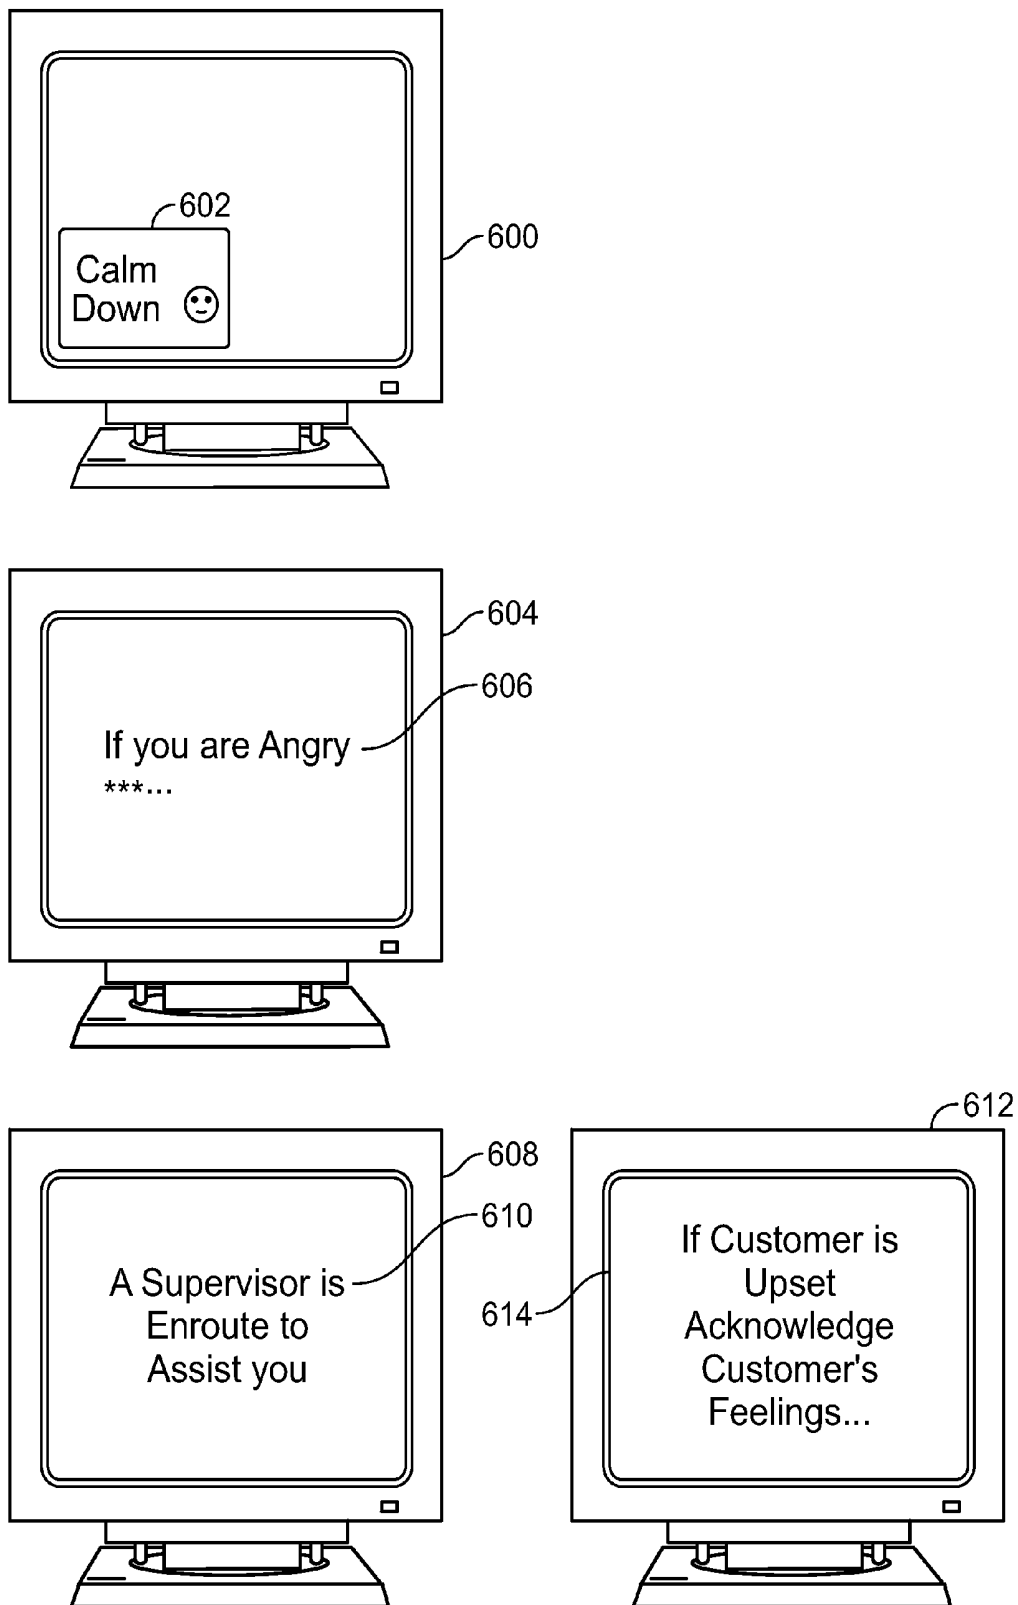 602
600
Calm
Down
604
606
If you are Angry
***...
612
608
610
A Supervisor is
Enroute to
Assist you
614
If Customer is
Upset
Acknowledge
Customer's
Feelings...